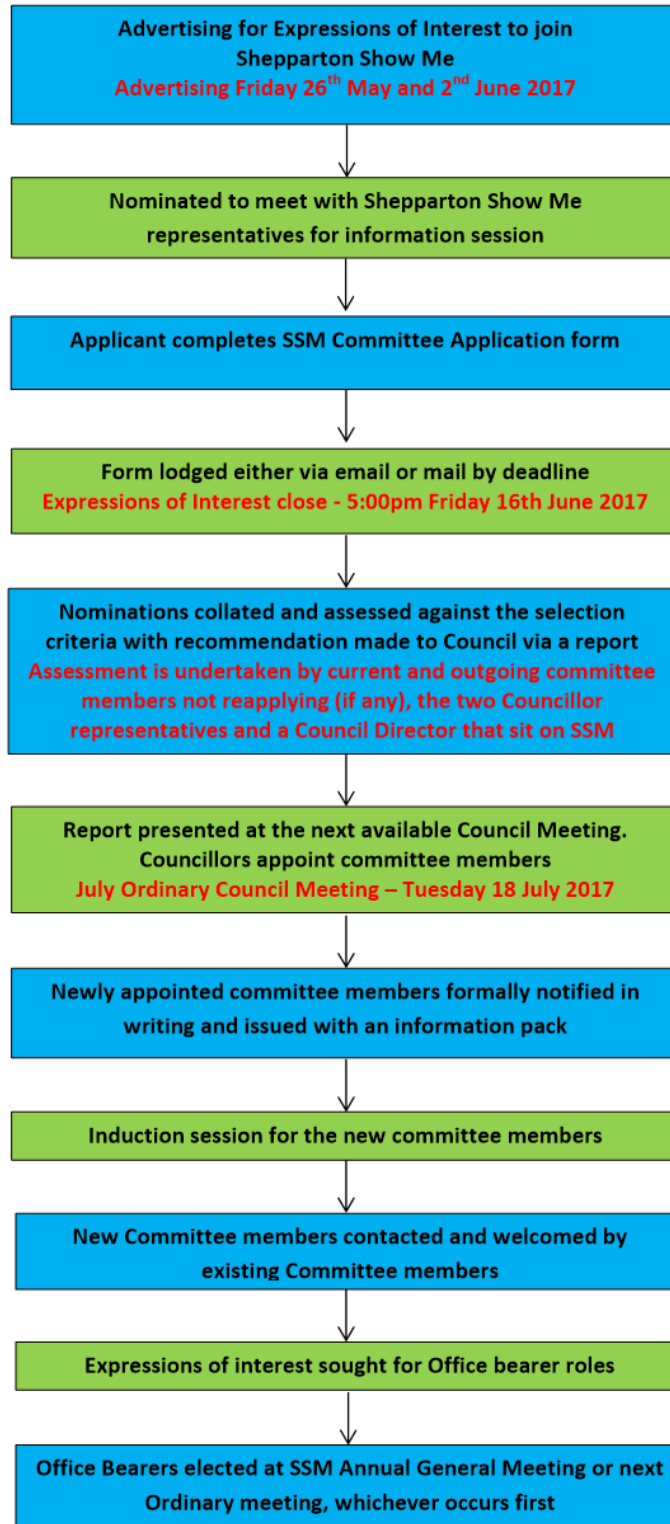 Advertising for Expressions of Interest to join
Shepparton Show Me
Advertising Friday 26th May and 2nd June 2017
Nominated to meet with Shepparton Show Me
representatives for information session
Applicant completes SSM Committee Application form
Form lodged either via email or mail by deadline
Expressions of Interest close - 5:00pm Friday 16th June 2017
Nominations collated and assessed against the selection
criteria with recommendation made to Council via a report
Assessment is undertaken by current and outgoing committee
members not reapplying (if any), the two Councillor
representatives and a Council Director that sit on SSM
Report presented at the next available Council Meeting.
Councillors appoint committee members
July Ordinary Council Meeting – Tuesday 18 July 2017
Newly appointed committee members formally notified in
writing and issued with an information pack
Induction session for the new committee members
New Committee members contacted and welcomed by
existing Committee members
Expressions of interest sought for Office bearer roles
Office Bearers elected at SSM Annual General Meeting or next
Ordinary meeting, whichever occurs first